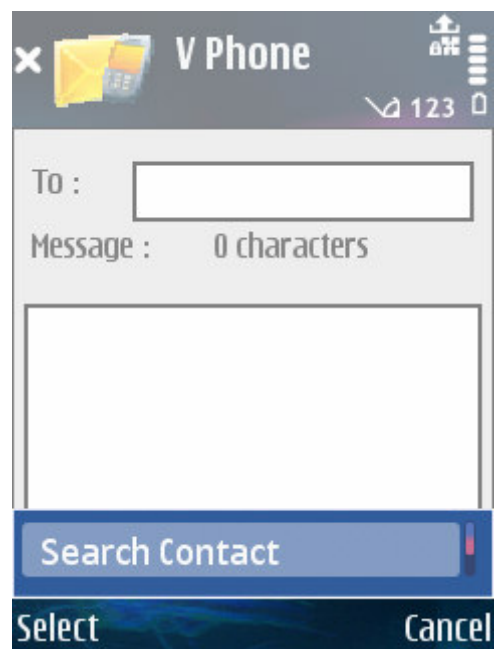 V Phone
123
To :
Message : 0 characters
Search Contact
Select Cancel